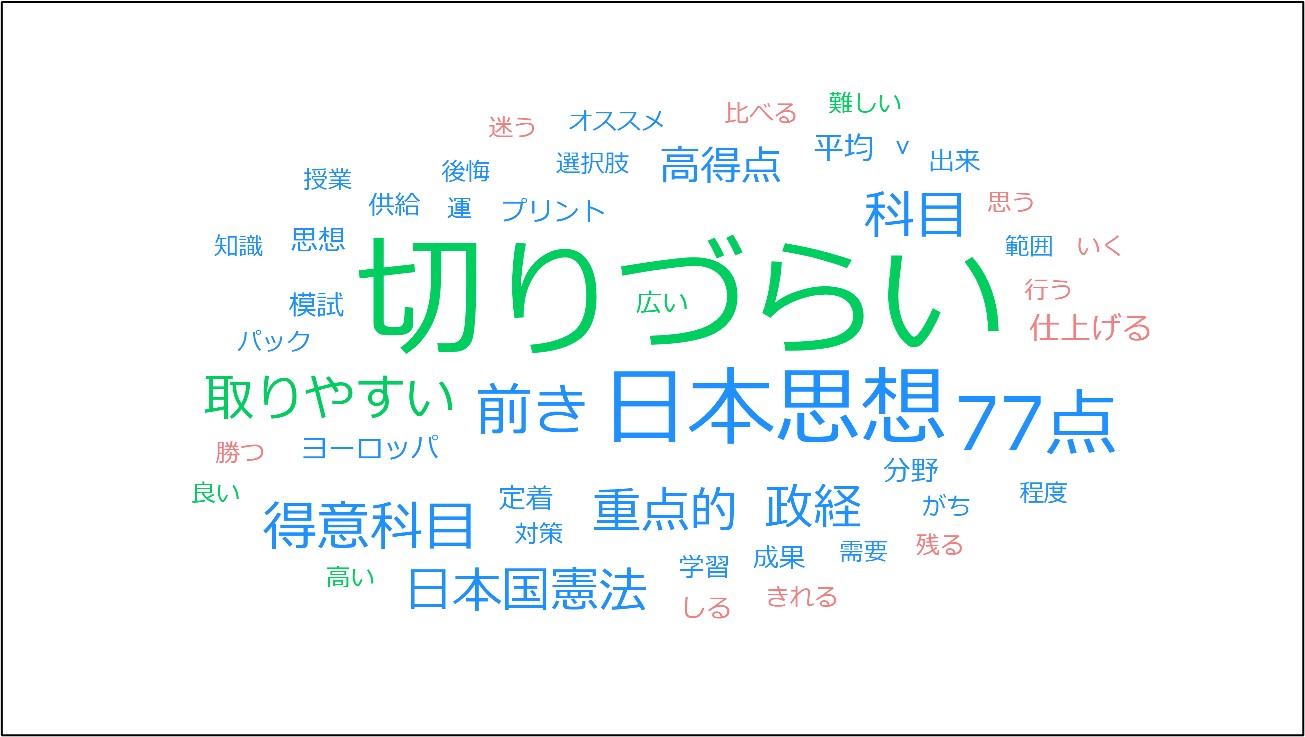 難しい
比べる
オススメ
迷う
平均
v
出来
高得点
選択肢
後悔
授業
科目
思う
供給
運
プリント
知識
思想
切りづらい
広い
範囲
いく
行う
模試
仕上げる
パック
取りやすい
前き
日本思想
77点
勝つ
ヨーロッパ
分野
良い
定着
重点的
政経
がち
程度
得意科目
対策
学習
成果
需要
残る
高い
日本国憲法
しる
きれる